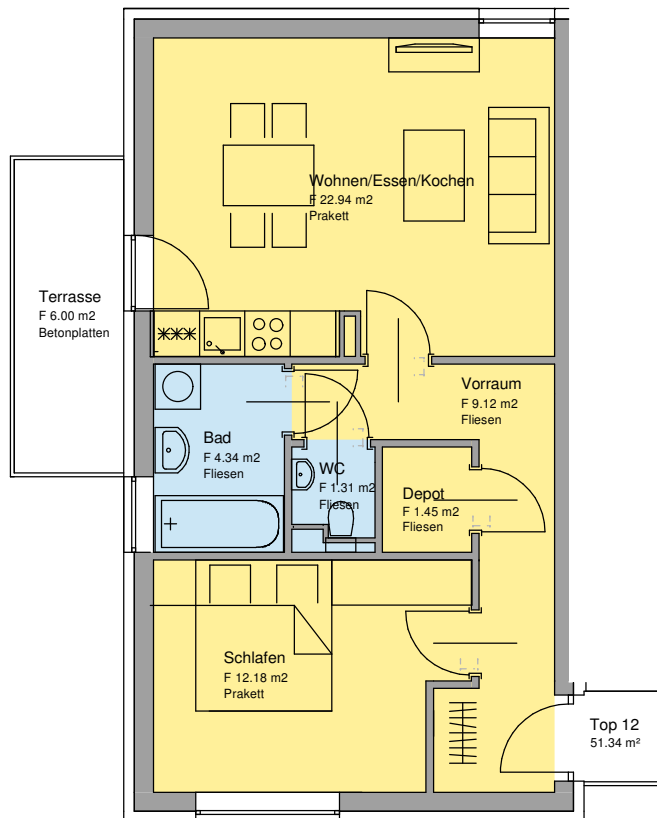 Wohnen/Essen/Kochen
F 22.94 m2
Prakett
Terrasse
F 6.00 m2
Betonplatten
Vorraum
F 9.12 m2
Fliesen
Bad
F 4.34 m2
Fliesen
WC
F 1.31 m2
Fliesen
Depot
F 1.45 m2
Fliesen
Schlafen
F 12.18 m2
Prakett
Top 12
51.34 m²